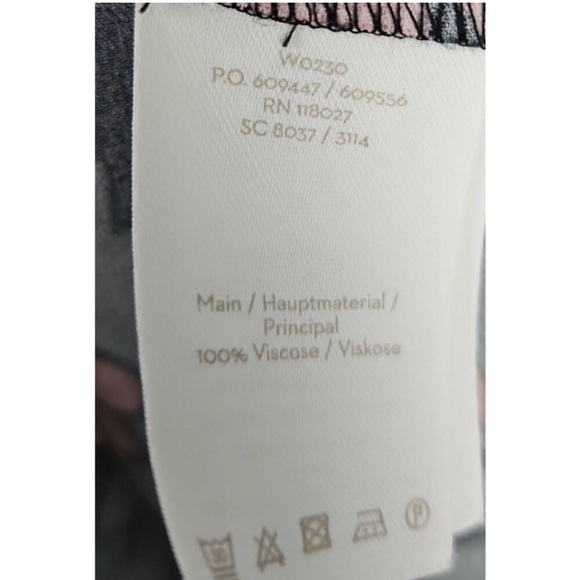 W0230
P.O. 609447 / 609556
RN 118027
SC 8037 / 3114
Main / Hauptmaterial /
Principal
100% Viscose / Viskose
P